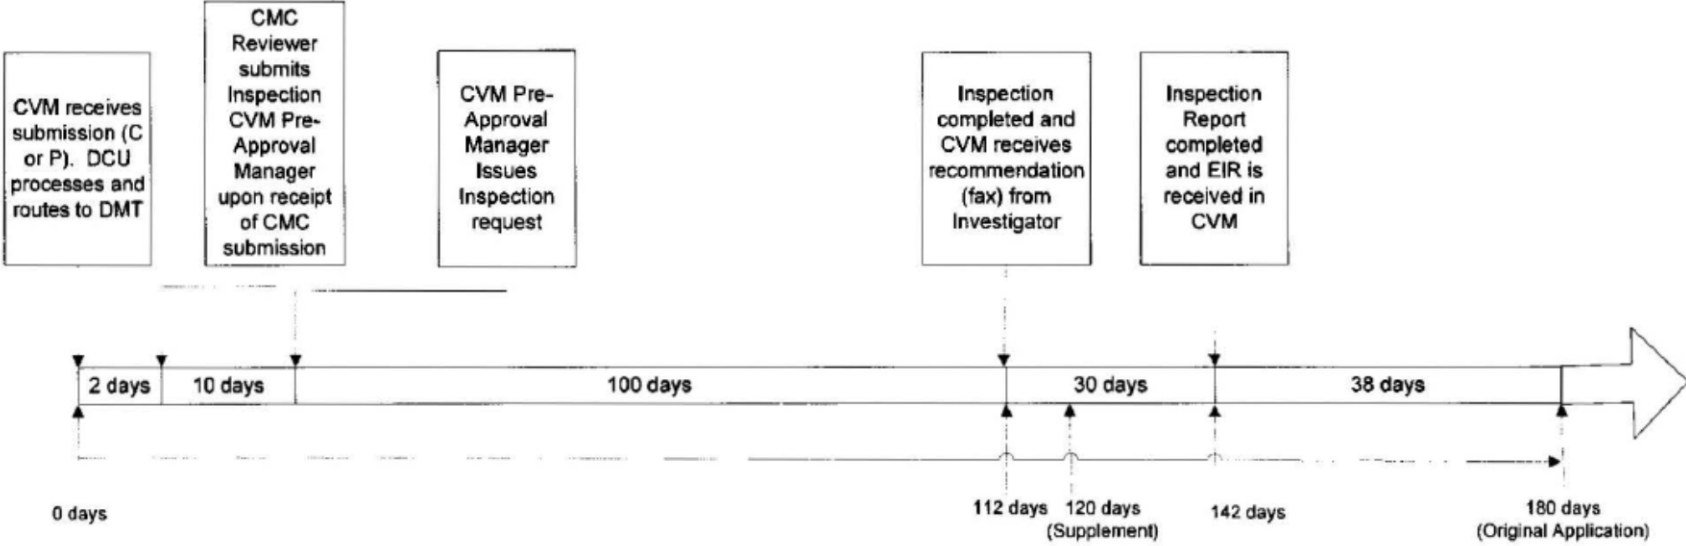 CVM receives
submission (C
or P). DCU
processes and
routes to DMT
CMC
Reviewer
submits
Inspection
CVM Pre-
Approval
Manager
upon receipt
of CMC
submission
CVM Pre-
Approval
Manager
Issues
Inspection
request
Inspection
completed and
CVM receives
recommendation
(fax) from
Investigator
Inspection
Report
completed
and EIR is
received in
CVM
2 days
10 days
100 days
30 days
38 days
0 days
112 days
120 days
(Supplement)
142 days
180 days
(Original Application)